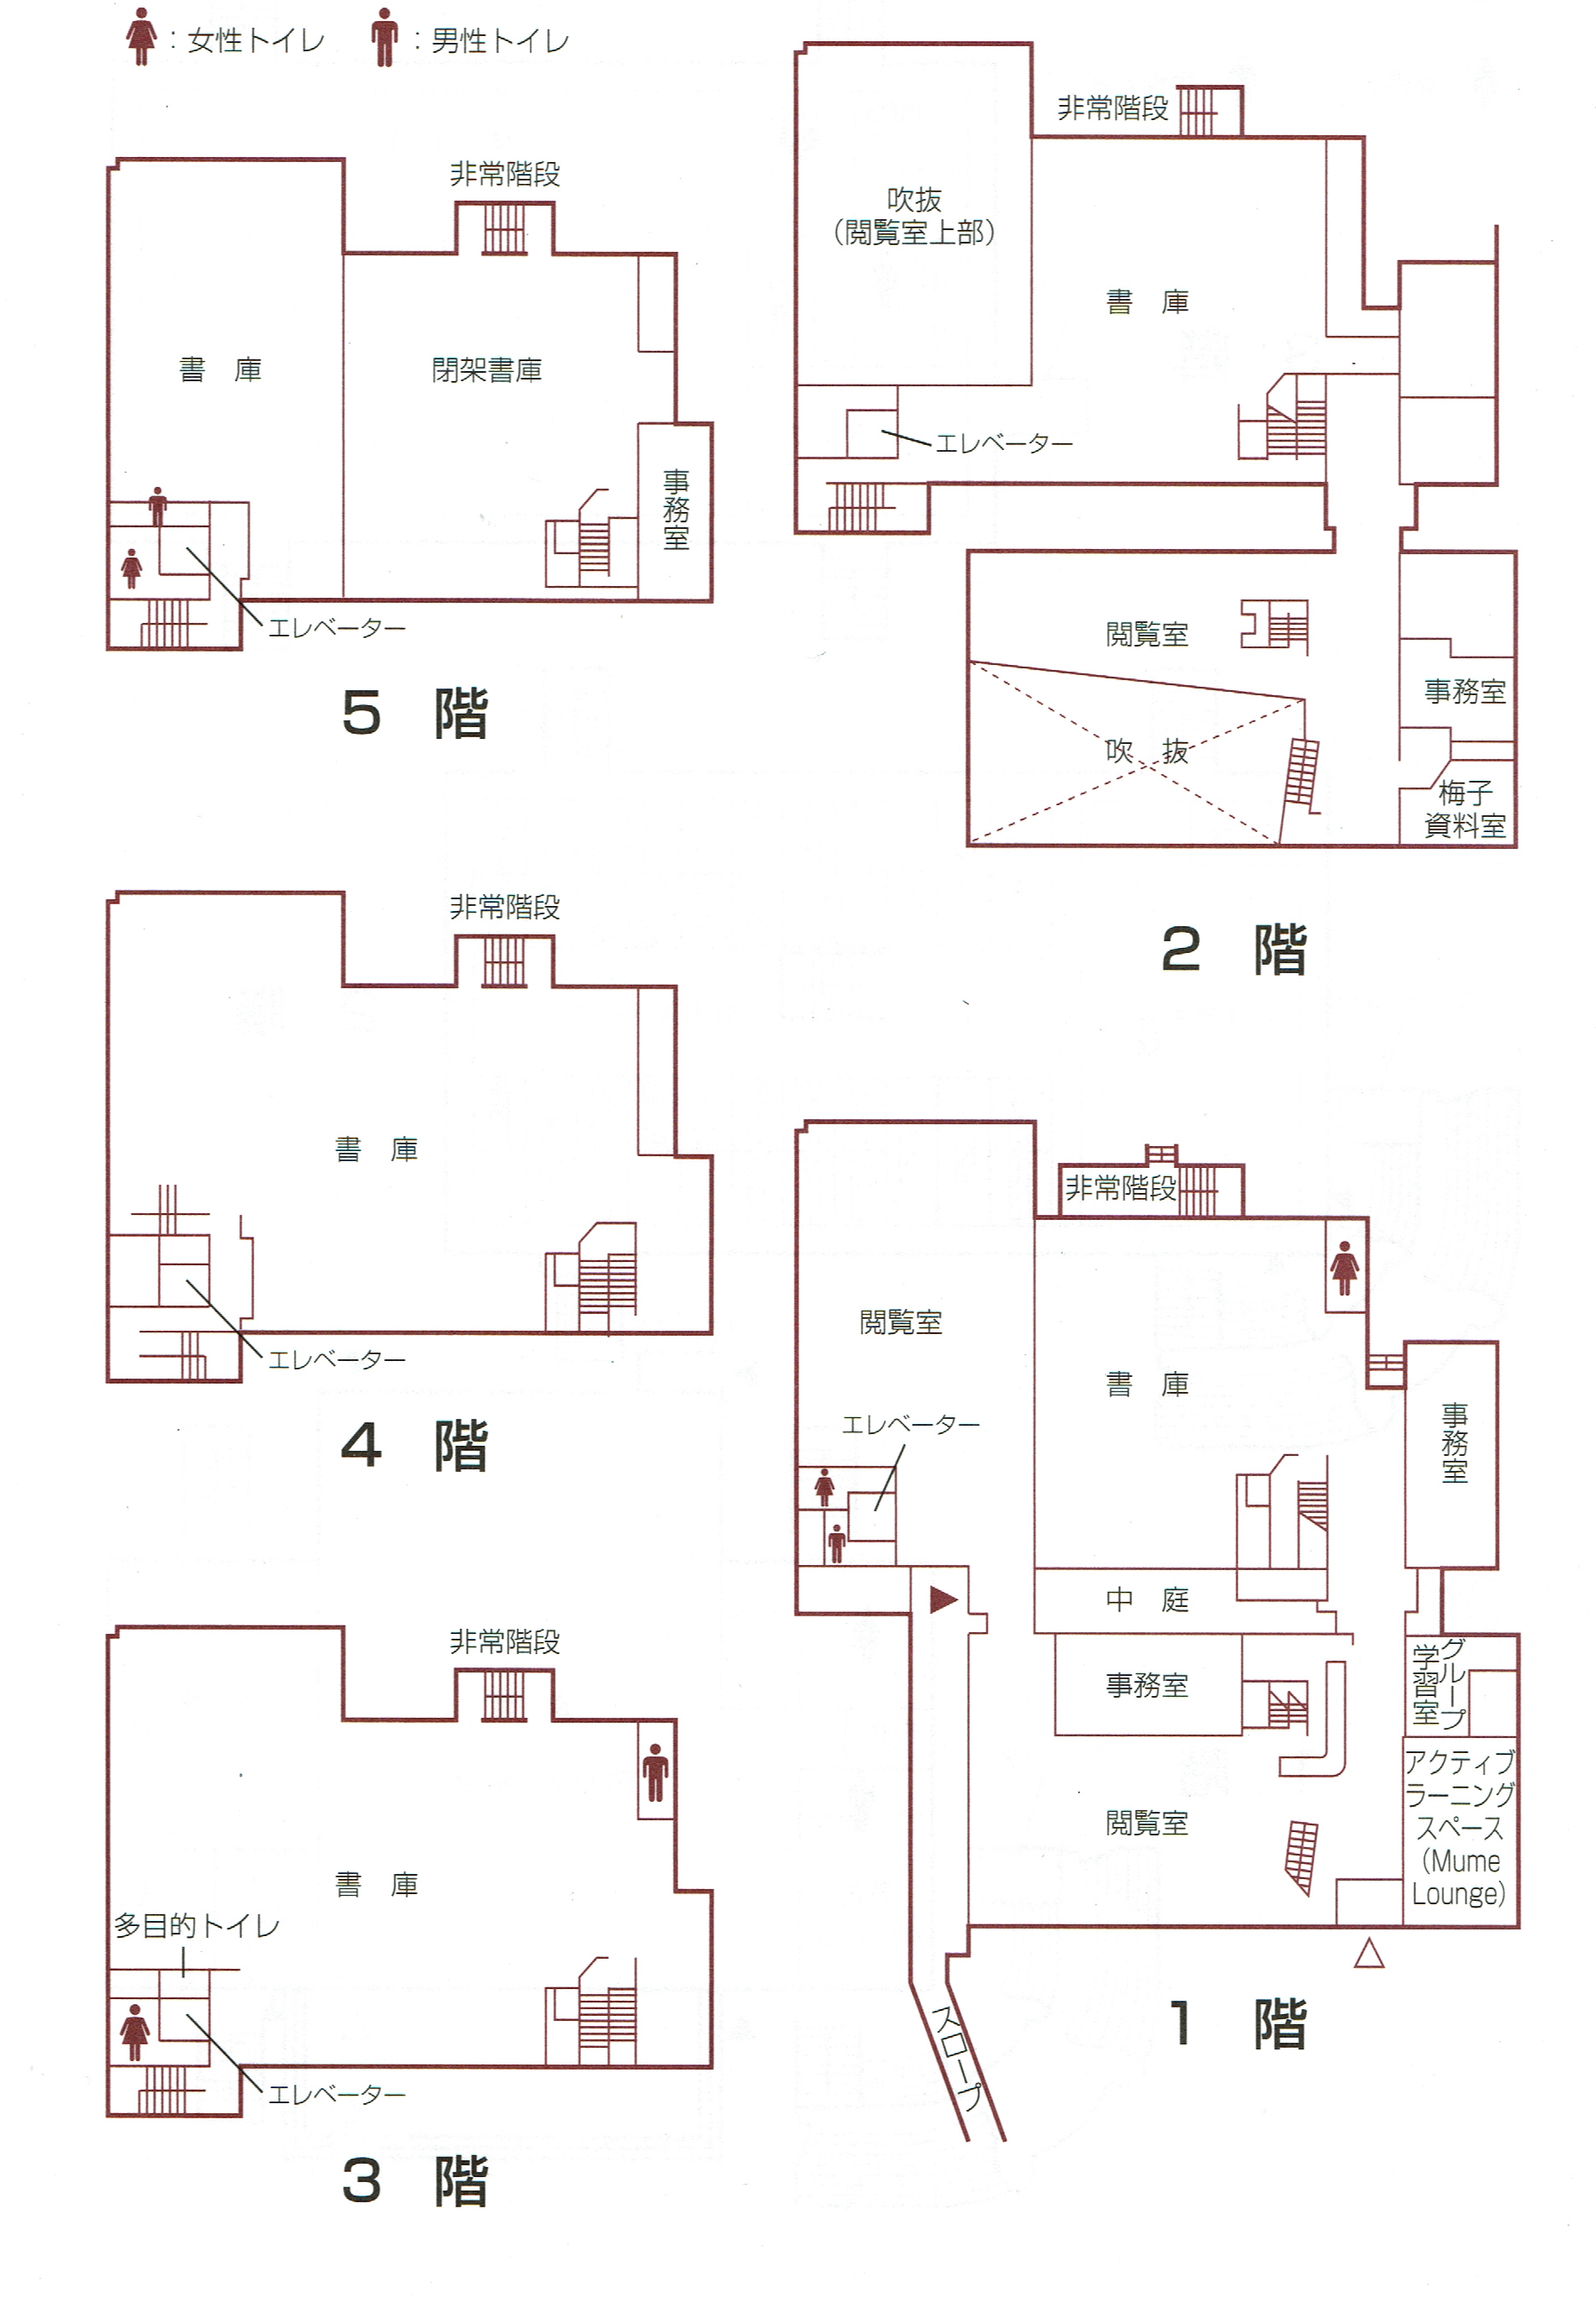 ：女性トイレ　：男性トイレ
非常階段
書　庫
閉架書庫
事務室
エレベーター
5　階
非常階段
書　庫
エレベーター
4　階
非常階段
書　庫
多目的トイレ
エレベーター
3　階
非常階段
吹抜
（閲覧室上部）
書　庫
エレベーター
閲覧室
吹　抜
事務室
梅子
資料室
2　階
非常階段
閲覧室
書　庫
エレベーター
事務室
中　庭
事務室
グループ
学習室
閲覧室
アクティブ
ラーニング
スペース
（Mume
Lounge）
スロープ
1　階